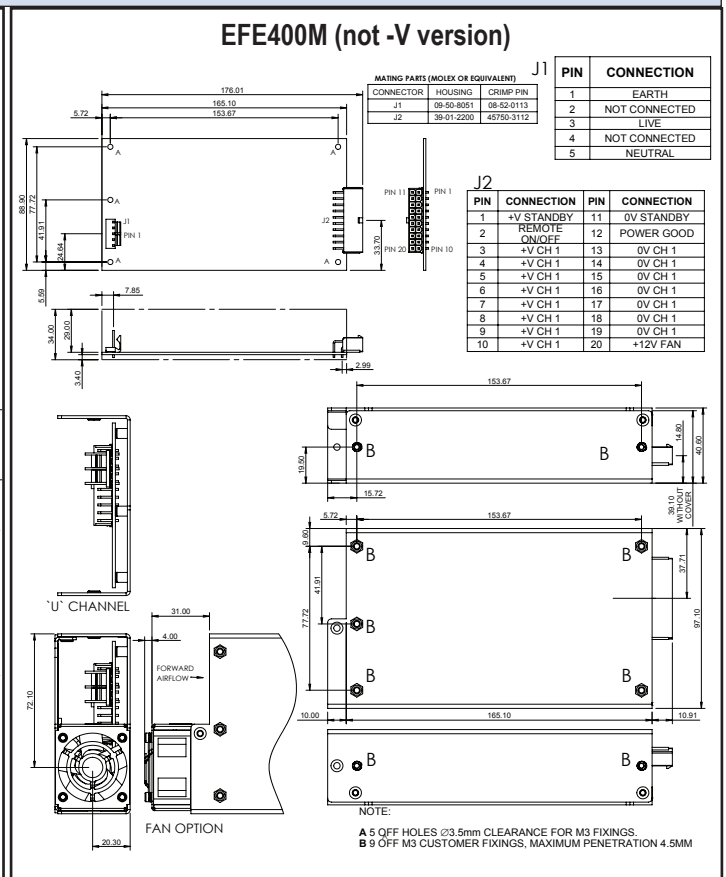 EFE400M (not -V version)
MATING PARTS (MOLEX OR EQUIVALENT)
CONNECTOR HOUSING CRIMP PIN
J1 09-50-8051 08-52-0113
J2 39-01-2200 45750-3112
J1
PIN CONNECTION
1 EARTH
2 NOT CONNECTED
3 LIVE
4 NOT CONNECTED
5 NEUTRAL
176.01
165.10
5.72 153.67
A A
A
A A
88.90
77.72
41.91
24.64
5.59
J1
PIN 1
J2
33.70
PIN 11 PIN 1
PIN 20 PIN 10
J2
PIN CONNECTION PIN CONNECTION
1 +V STANDBY 11 0V STANDBY
2 REMOTE ON/OFF 12 POWER GOOD
3 +V CH 1 13 0V CH 1
4 +V CH 1 14 0V CH 1
5 +V CH 1 15 0V CH 1
6 +V CH 1 16 0V CH 1
7 +V CH 1 17 0V CH 1
8 +V CH 1 18 0V CH 1
9 +V CH 1 19 0V CH 1
10 +V CH 1 20 +12V FAN
7.85
34.00
29.00
3.40
2.99
153.67
B B
19.50
15.72
14.80
40.60
39.10
WITHOUT
COVER
5.72 153.67
9.60
41.91
77.72
B B
B
B B
37.71
97.10
10.00 165.10 10.91
B B
`U` CHANNEL
31.00
4.00
FORWARD
AIRFLOW
72.10
20.30
FAN OPTION
NOTE:
A 5 OFF HOLES ∅3.5mm CLEARANCE FOR M3 FIXINGS.
B 9 OFF M3 CUSTOMER FIXINGS, MAXIMUM PENETRATION 4.5MM